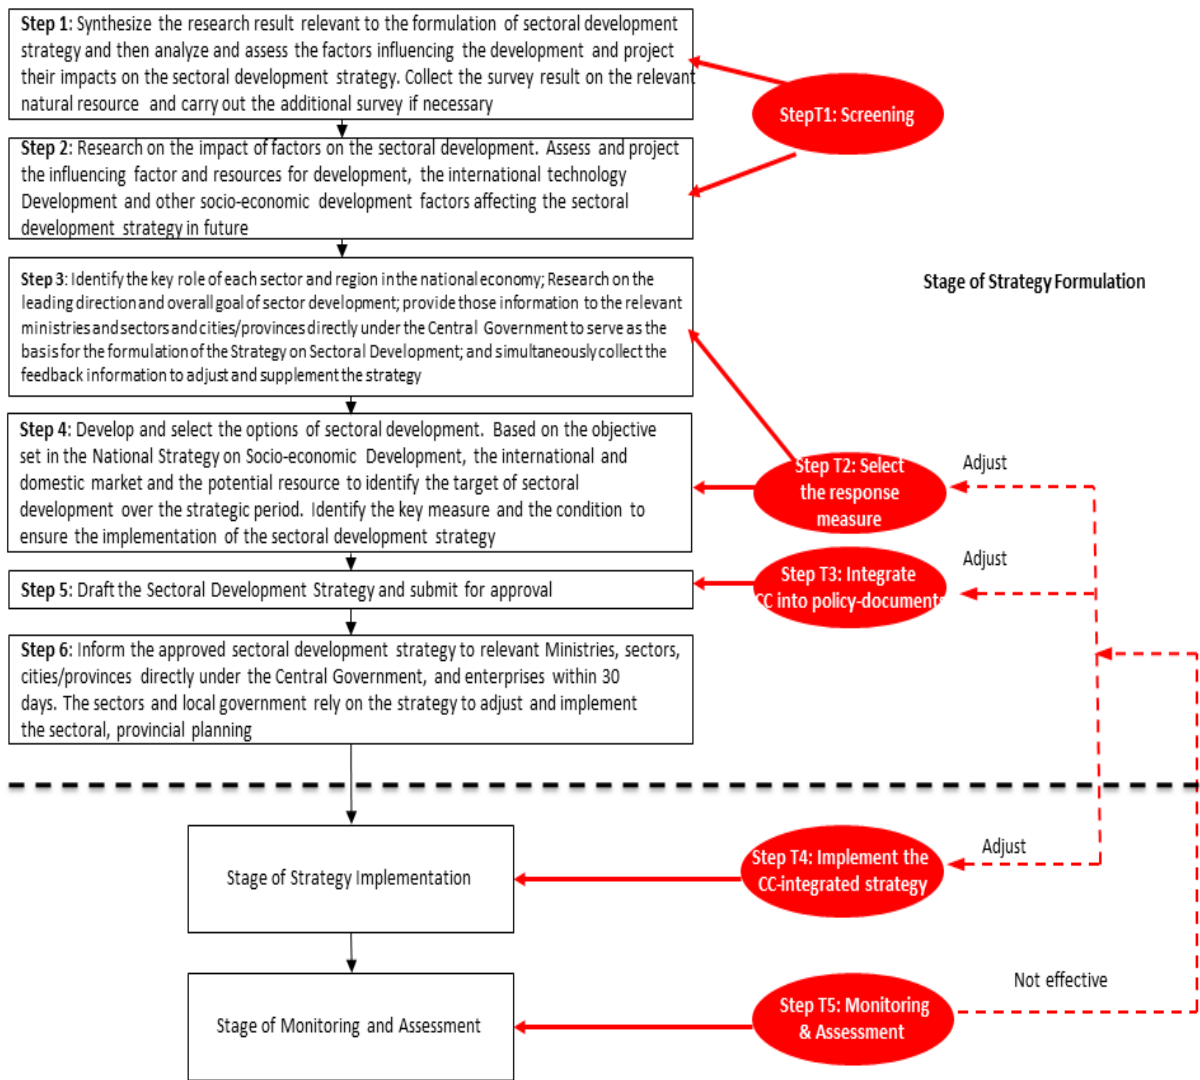 Step 1: Synthesize the research result relevant to the formulation of sectoral development
strategy and then analyze and assess the factors influencing the development and project
their impacts on the sectoral development strategy. Collect the survey result on the relevant
natural resource and carry out the additional survey if necessary
StepT1: Screening
Step 2: Research on the impact of factors on the sectoral development. Assess and project
the influencing factor and resources for development, the international technology
Development and other socio-economic development factors affecting the sectoral
development strategy in future
Step 3: Identify the key role of each sector and region in the national economy; Research on the
leading direction and overall goal of sector development; provide those information to the relevant
ministries and sectors and cities/provinces directly under the Central Government to serve as the
basis for the formulation of the Strategy on Sectoral Development; and simultaneously collect the
feedback information to adjust and supplement the strategy
Stage of Strategy Formulation
Step 4: Develop and select the options of sectoral development. Based on the objective
set in the National Strategy on Socio-economic Development, the international and
domestic market and the potential resource to identify the target of sectoral
development over the strategic period. Identify the key measure and the condition to
ensure the implementation of the sectoral development strategy
Step T2: Select
the response
measure
Adjust
Step 5: Draft the Sectoral Development Strategy and submit for approval
Step T3: Integrate
CC into policy-documents
Adjust
Step 6: Inform the approved sectoral development strategy to relevant Ministries, sectors,
cities/provinces directly under the Central Government, and enterprises within 30
days. The sectors and local government rely on the strategy to adjust and implement
the sectoral, provincial planning
Stage of Strategy Implementation
Step T4: Implement the
CC-integrated strategy
Adjust
Stage of Monitoring and Assessment
Step T5: Monitoring
& Assessment
Not effective